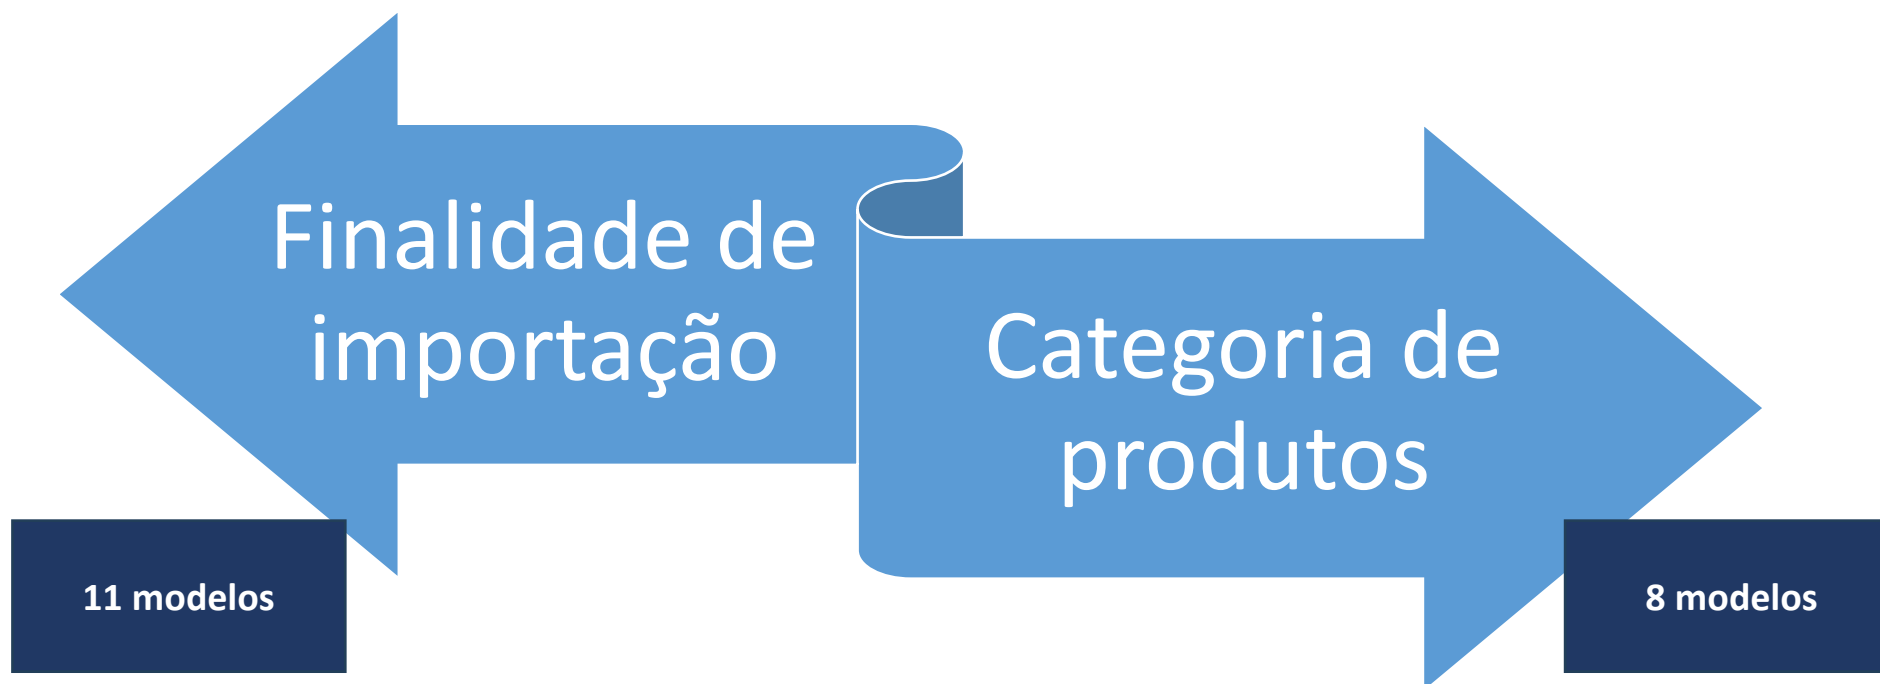 Finalidade de
importação
Categoria de
produtos
11 modelos
8 modelos